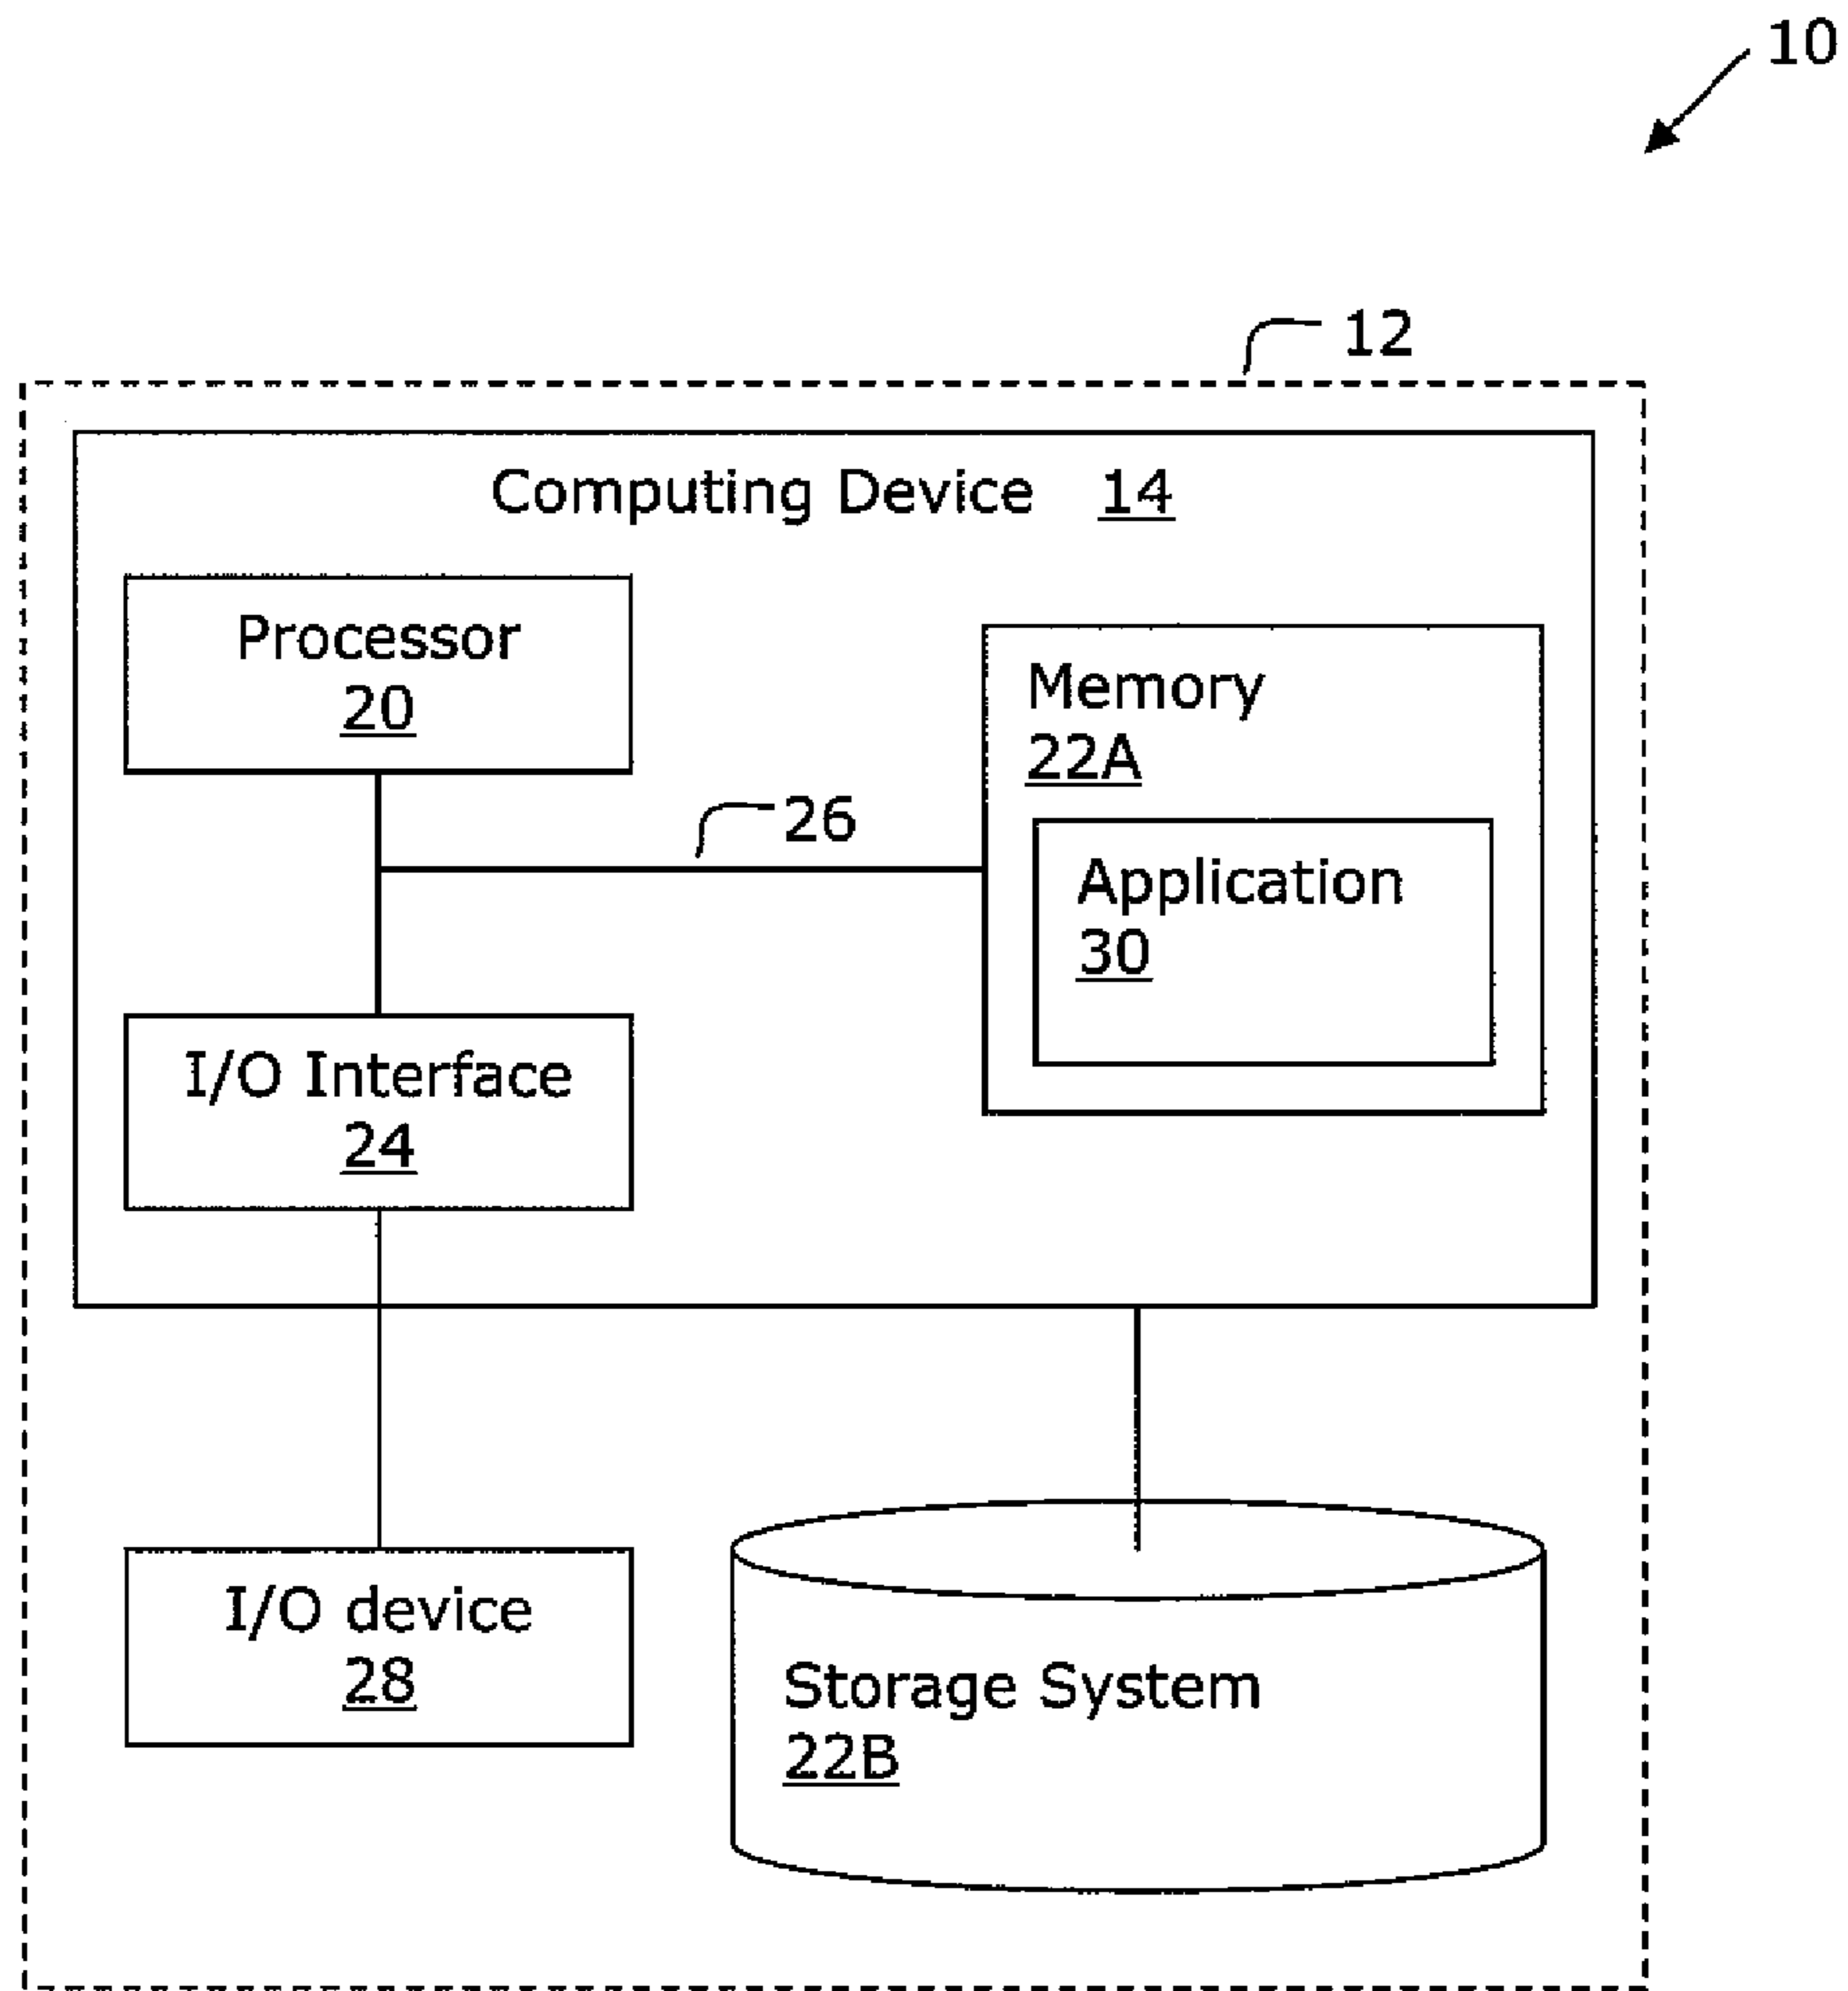 10
12
Computing Device 14
Processor
20
Memory
22A
26
Application
30
I/O Interface
24
I/O device
28
Storage System
22B